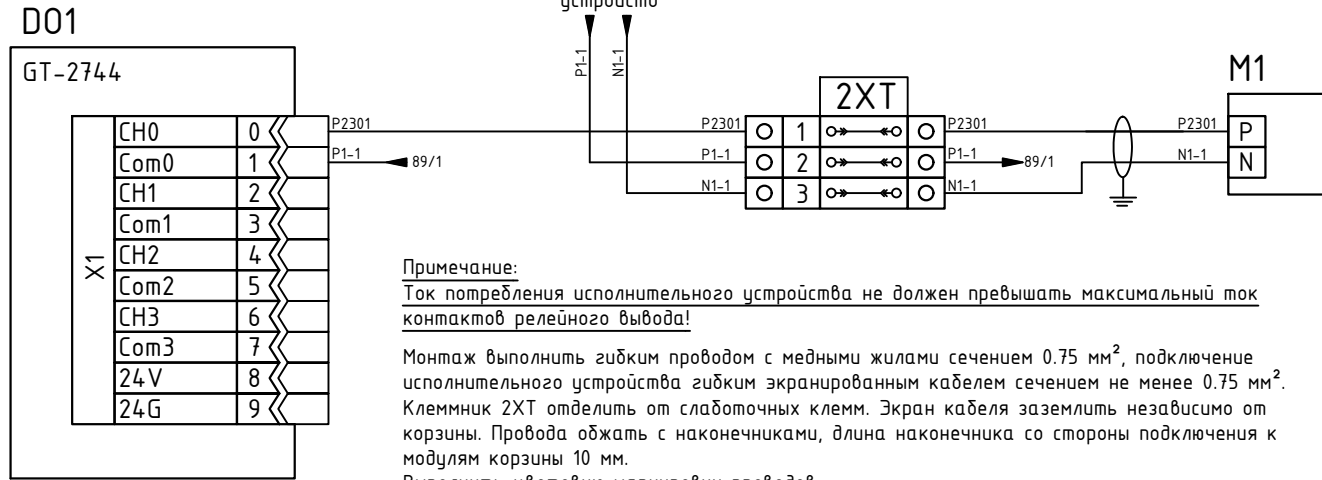 устройств
DO1
GT-2744
X1
CH0 0 P2301
Com0 1 P1-1 89/1
CH1 2
Com1 3
CH2 4
Com2 5
CH3 6
Com3 7
24V 8
24G 9
P1-1
N1-1
2XT
P2301 1 P2301
P1-1 2 P1-1 89/1
N1-1 3 N1-1
M1
P2301 P
N1-1 N
Примечание:
Ток потребления исполнительного устройства не должен превышать максимальный ток
контактов релейного вывода!
Монтаж выполнить гибким проводом с медными жилами сечением 0.75 мм², подключение
исполнительного устройства гибким экранированным кабелем сечением не менее 0.75 мм².
Клеммник 2XT отделить от слаботочных клемм. Экран кабеля заземлить независимо от
корзины. Провода обжать с наконечниками, длина наконечника со стороны подключения к
модулям корзины 10 мм.